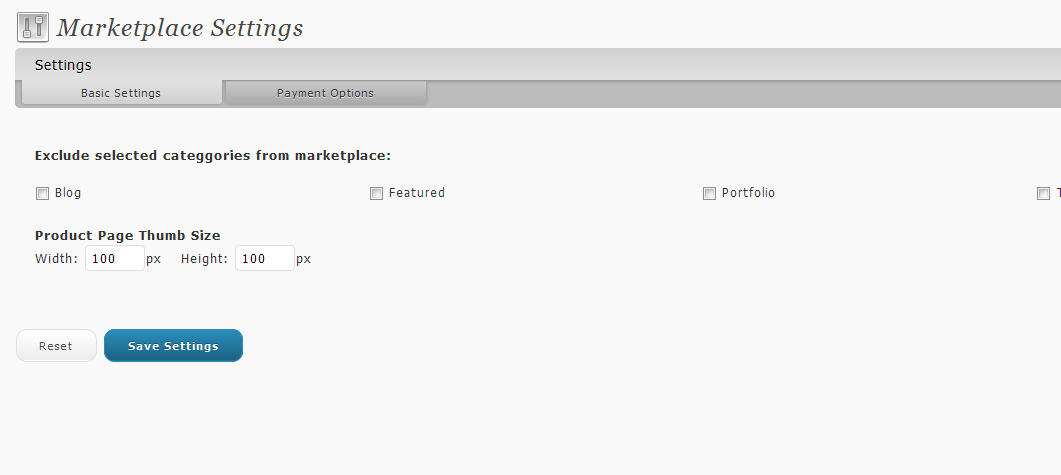 Marketplace Settings
Settings
Basic Settings Payment Options
Exclude selected categgories from marketplace:
Blog Featured Portfolio
Product Page Thumb Size
Width: 100 px Height: 100 px
Reset Save Settings